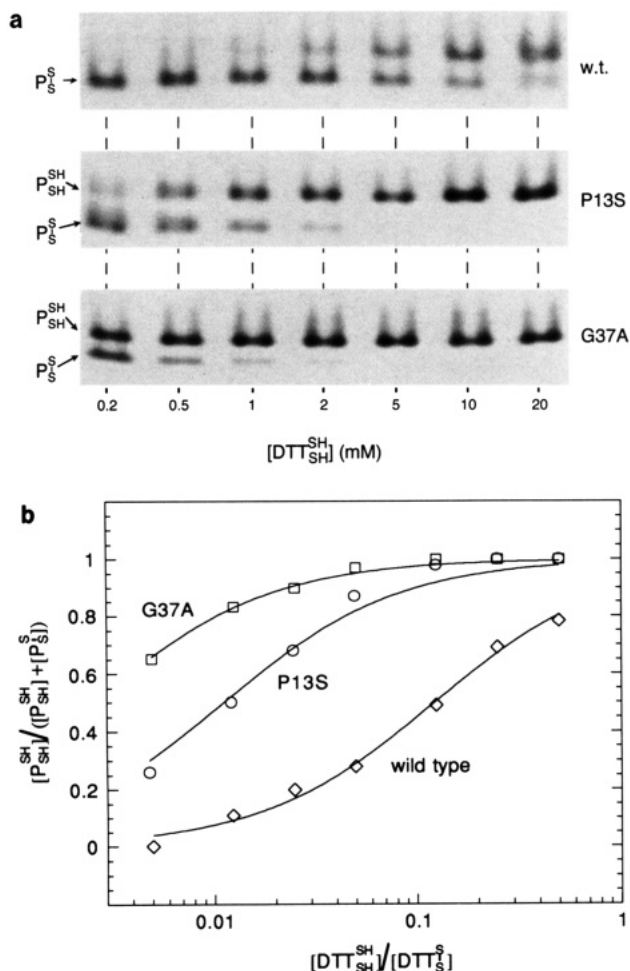 a
P S S
w.t.
P SH SH
P S S
P13S
P SH SH
P S S
G37A
0.2 0.5 1 2 5 10 20
[DTT SH SH] (mM)
b
1
0.8
0.6
0.4
0.2
0
G37A
P13S
wild type
[P SH SH]/([P SH SH]+[P S S])
0.01 0.1 1
[DTT SH SH]/[DTT S S]